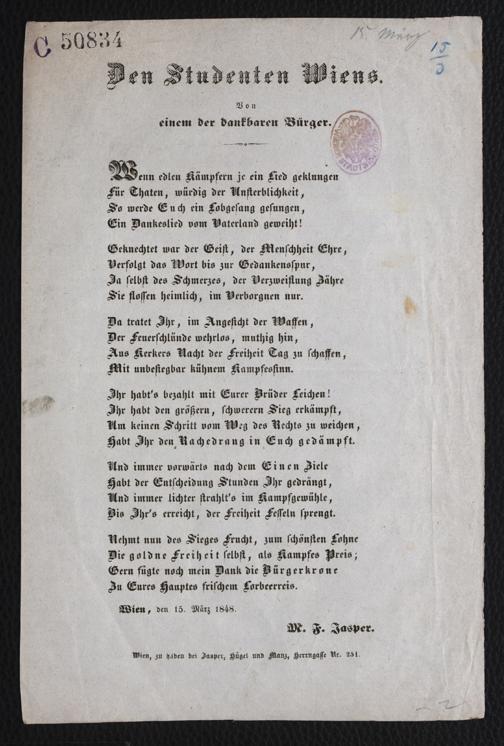 C 50834
15. März
15
3
Den Studenten Wiens.
Von
einem der dankbaren Bürger.
Wenn edlen Kämpfern je ein Lied geklungen
Für Thaten, würdig der Unsterblichkeit,
So werde Euch ein Lobgesang gesungen,
Ein Dankeslied vom Vaterland geweiht!
Geknechtet war der Geist, der Menschheit Ehre,
Verfolgt das Wort bis zur Gedankenspur,
Ja selbst des Schmerzes, der Verzweiflung Zähre
Sie flossen heimlich, im Verborgnen nur.
Da tratet Ihr, im Angesicht der Waffen,
Der Feuerschlünde wehrlos, muthig hin,
Aus Kerkers Nacht der Freiheit Tag zu schaffen,
Mit unbesiegbar kühnem Kampfessinn.
Ihr habt's bezahlt mit Eurer Brüder Leichen!
Ihr habt den größern, schwerern Sieg erkämpft,
Um keinen Schritt vom Weg des Rechts zu weichen,
Habt Ihr den Rachedrang in Euch gedämpft.
Und immer vorwärts nach dem Einen Ziele
Habt der Entscheidung Stunden Ihr gedrängt,
Und immer lichter strahlt's im Kampfgewühle,
Bis Ihr's erreicht, der Freiheit Fesseln sprengt.
Nehmt nun des Sieges Frucht, zum schönsten Lohne
Die goldne Freiheit selbst, als Kampfes Preis;
Gern fügte noch mein Dank die Bürgerkrone
Zu Eures Hauptes frischem Lorbeerreis.
Wien, den 15. März 1848.
M. F. Jasper.
Wien, zu haben bei Jasper, Hügel und Manz, Herrngasse Nr. 251.